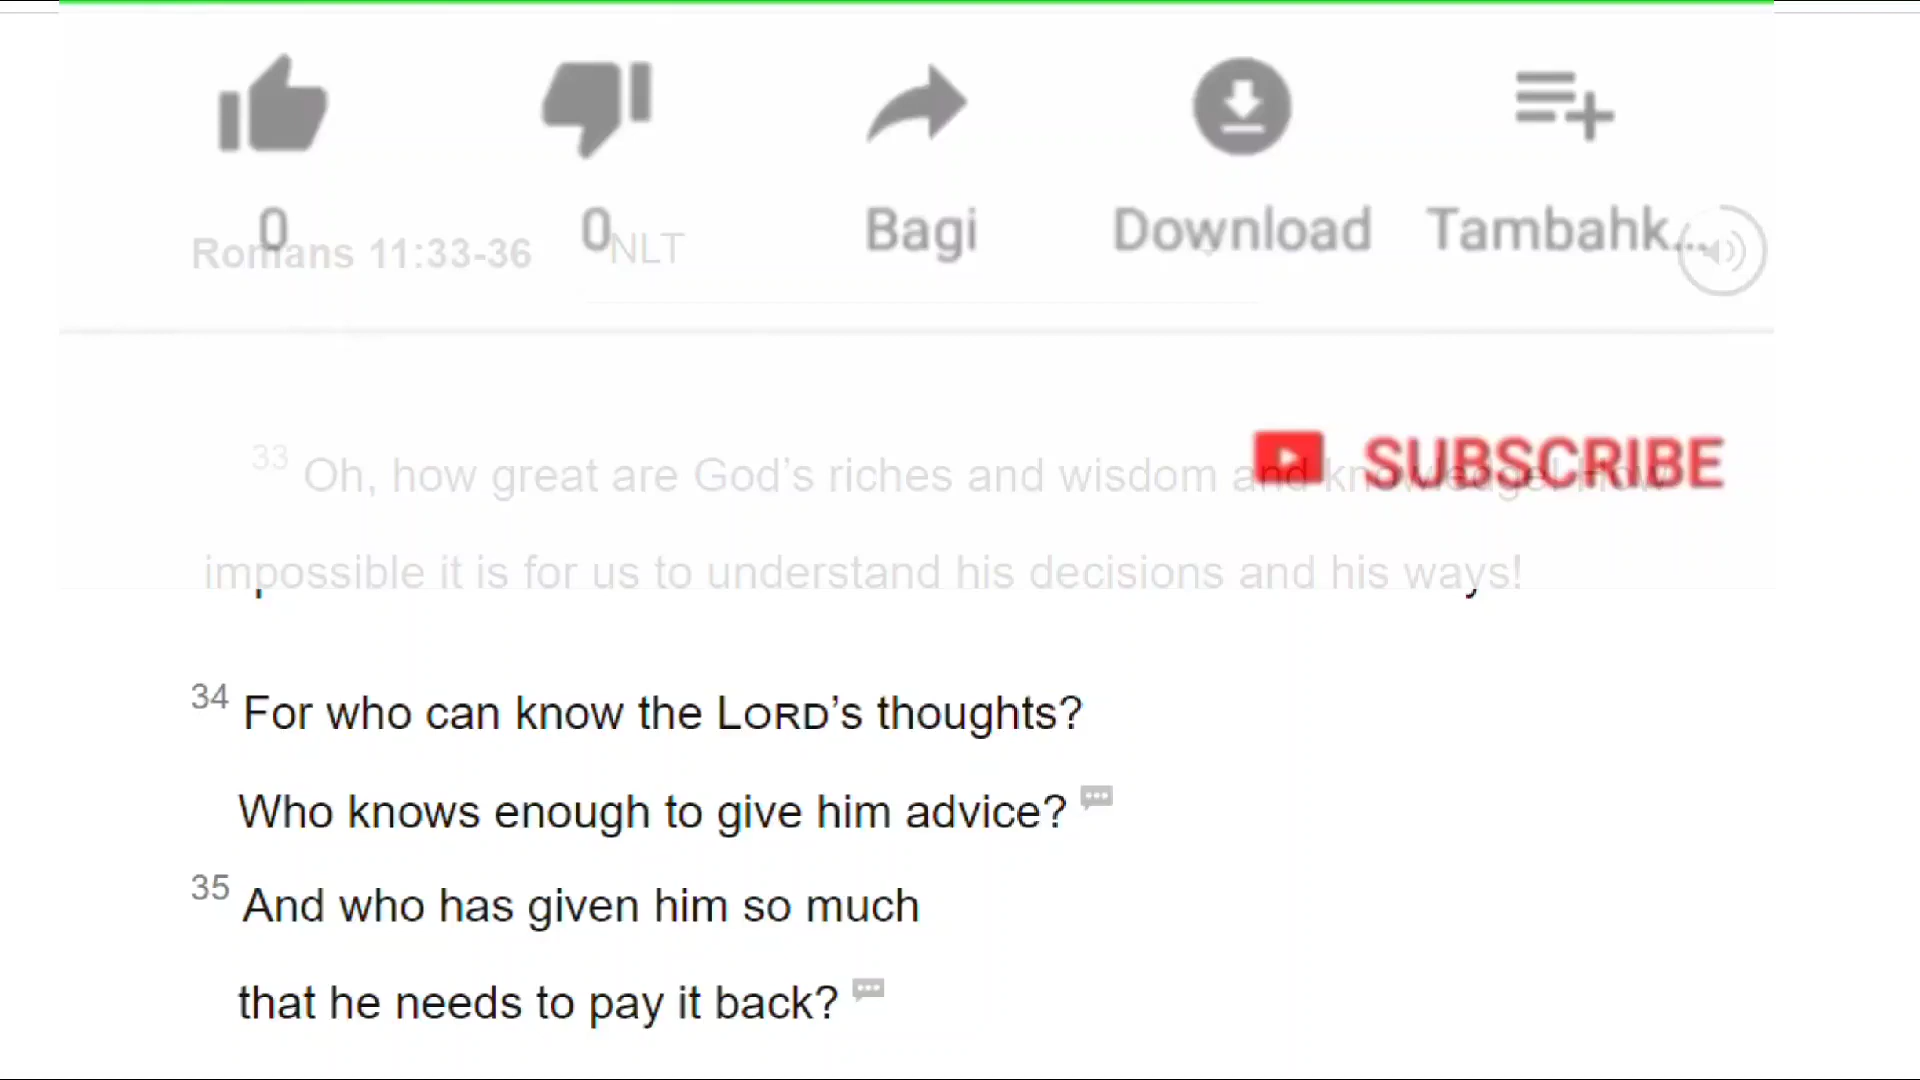 0 0 Bagi Download Tambahk...
Romans 11:33-36 NLT
SUBSCRIBE
33 Oh, how great are God’s riches and wisdom and knowledge! How
impossible it is for us to understand his decisions and his ways!
34 For who can know the LORD’s thoughts?
Who knows enough to give him advice?
35 And who has given him so much
that he needs to pay it back?